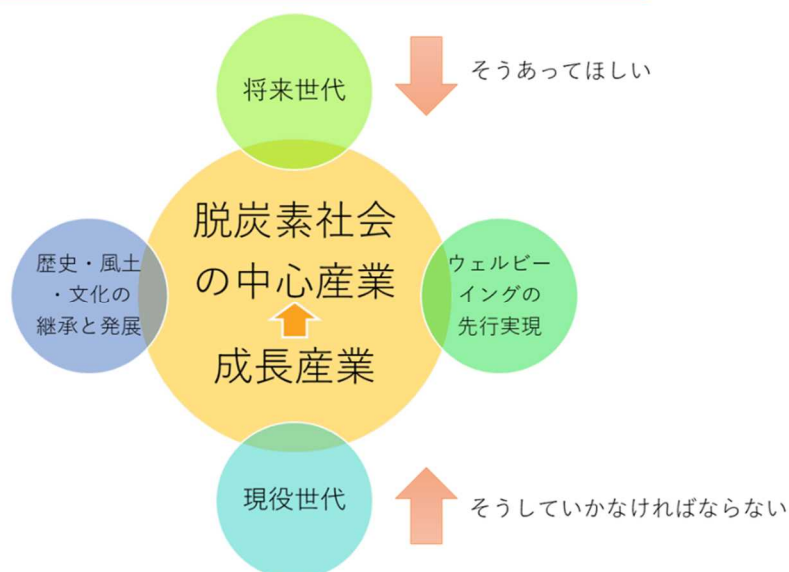 将来世代
そうあってほしい
脱炭素社会
の中心産業
成長産業
歴史・風土
・文化の
継承と発展
ウェルビー
イングの
先行実現
現役世代
そうしていかなければならない